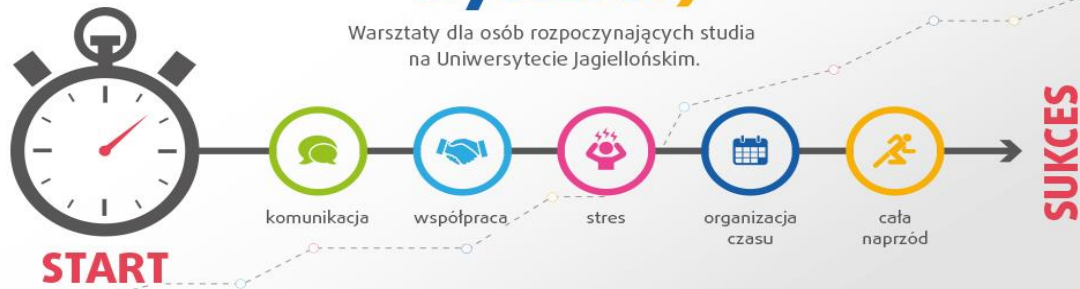 Warsztaty dla osób rozpoczynających studia
na Uniwersytecie Jagiellońskim.
komunikacja
współpraca
stres
organizacja
czasu
cała
naprzód
START
SUKCES